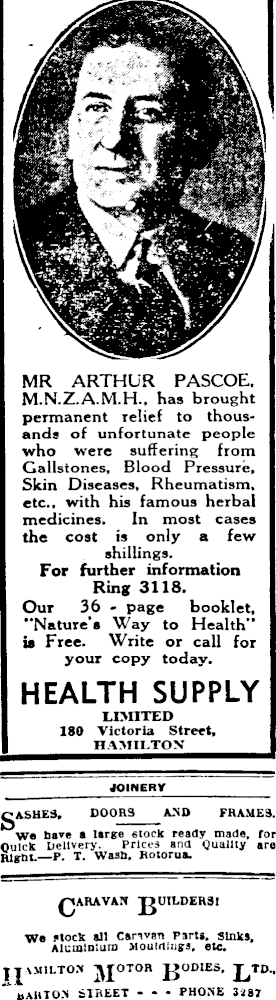 MR ARTHUR PASCOE,
M.N.Z.A.M.H., has brought
permanent relief to thous-
ands of unfortunate people
who were suffering from
Gallstones, Blood Pressure,
Skin Diseases, Rheumatism,
etc., with his famous herbal
medicines. In most cases
the cost is only a few
shillings.
For further information
Ring 3118.
Our 36 - page booklet,
"Nature's Way to Health"
is Free. Write or call for
your copy today.
HEALTH SUPPLY
LIMITED
180 Victoria Street,
HAMILTON
JOINERY
SASHES, DOORS AND FRAMES.
We have a large stock ready made, for
Quick Delivery. Prices and Quality are
Right.—P. T. Wash, Rotorua.
CARAVAN BUILDERS!
We stock all Caravan Parts, Sinks,
Aluminium Mouldings, etc.
HAMILTON MOTOR BODIES, LTD.,
BARTON STREET - - - PHONE 3287